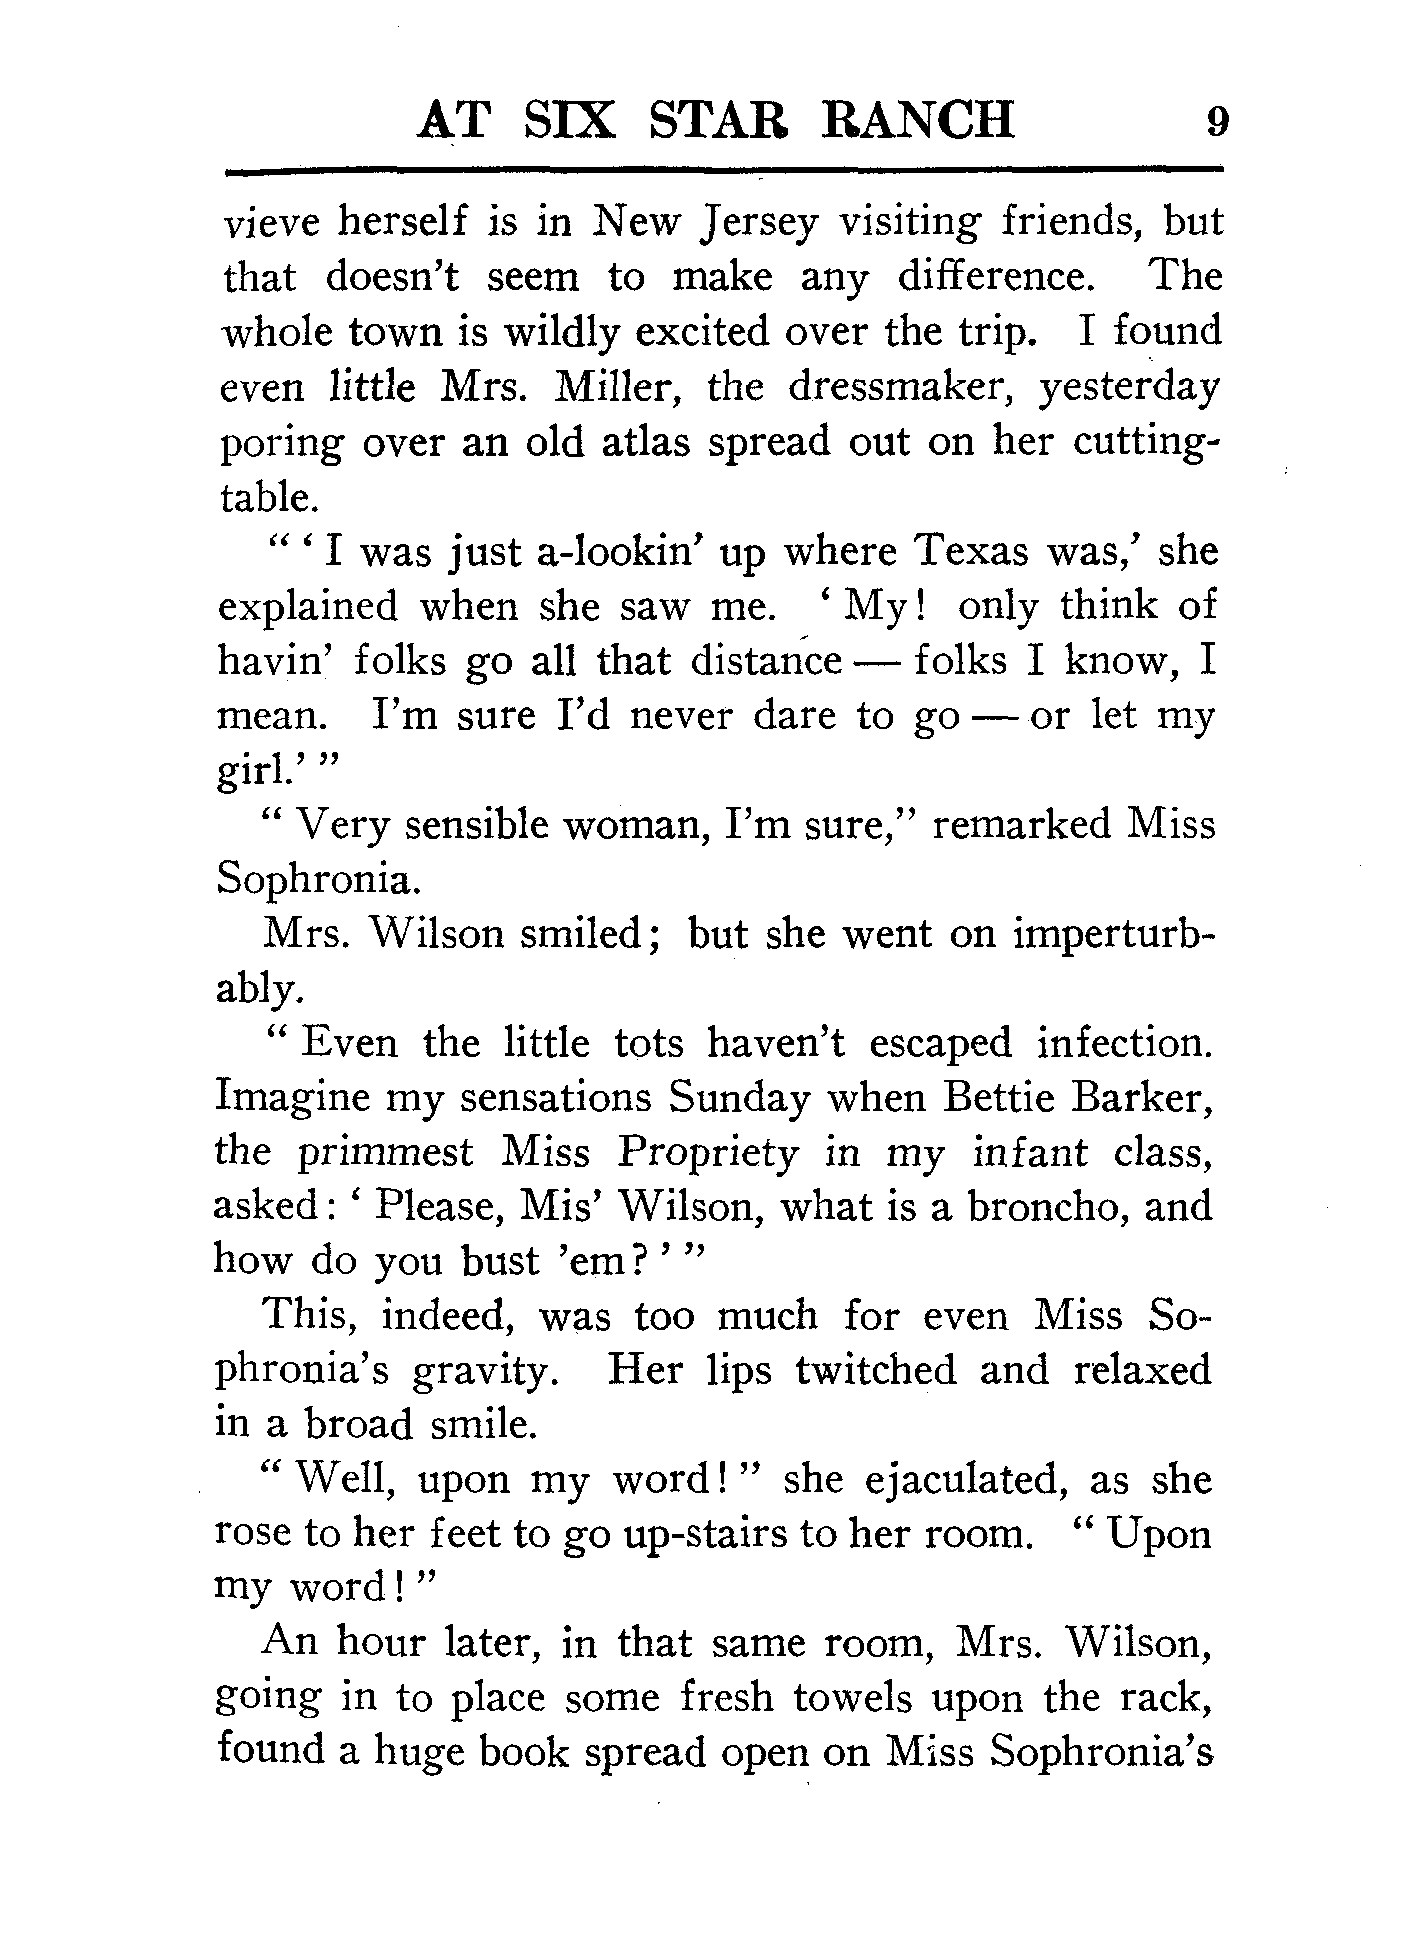 AT SIX STAR RANCH 9
vieve herself is in New Jersey visiting friends, but
that doesn't seem to make any difference. The
whole town is wildly excited over the trip. I found
even little Mrs. Miller, the dressmaker, yesterday
poring over an old atlas spread out on her cutting-
table.
" ' I was just a-lookin' up where Texas was,' she
explained when she saw me. ' My! only think of
havin' folks go all that distance — folks I know, I
mean. I'm sure I'd never dare to go — or let my
girl.' "
" Very sensible woman, I'm sure," remarked Miss
Sophronia.
Mrs. Wilson smiled; but she went on imperturb-
ably.
" Even the little tots haven't escaped infection.
Imagine my sensations Sunday when Bettie Barker,
the primmest Miss Propriety in my infant class,
asked: ' Please, Mis' Wilson, what is a broncho, and
how do you bust 'em? ' "
This, indeed, was too much for even Miss So-
phronia's gravity. Her lips twitched and relaxed
in a broad smile.
" Well, upon my word! " she ejaculated, as she
rose to her feet to go up-stairs to her room. " Upon
my word! "
An hour later, in that same room, Mrs. Wilson,
going in to place some fresh towels upon the rack,
found a huge book spread open on Miss Sophronia's